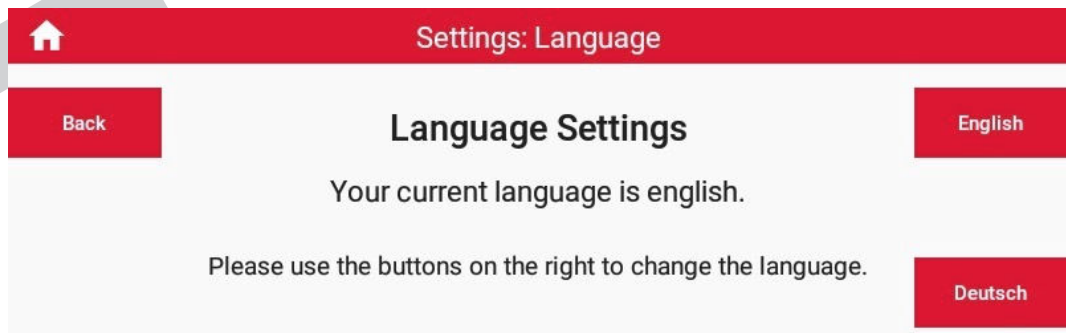 Settings: Language
Back
Language Settings
English
Your current language is english.
Please use the buttons on the right to change the language.
Deutsch